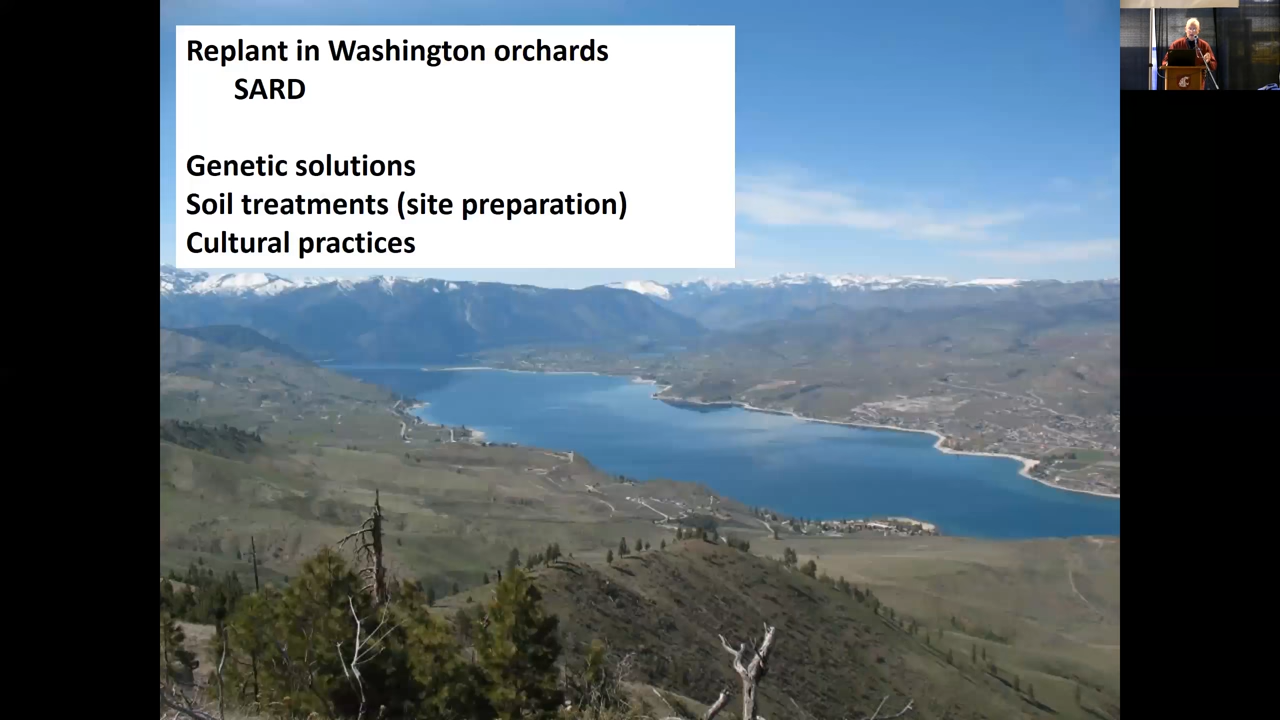 Replant in Washington orchards
SARD
Genetic solutions
Soil treatments (site preparation)
Cultural practices